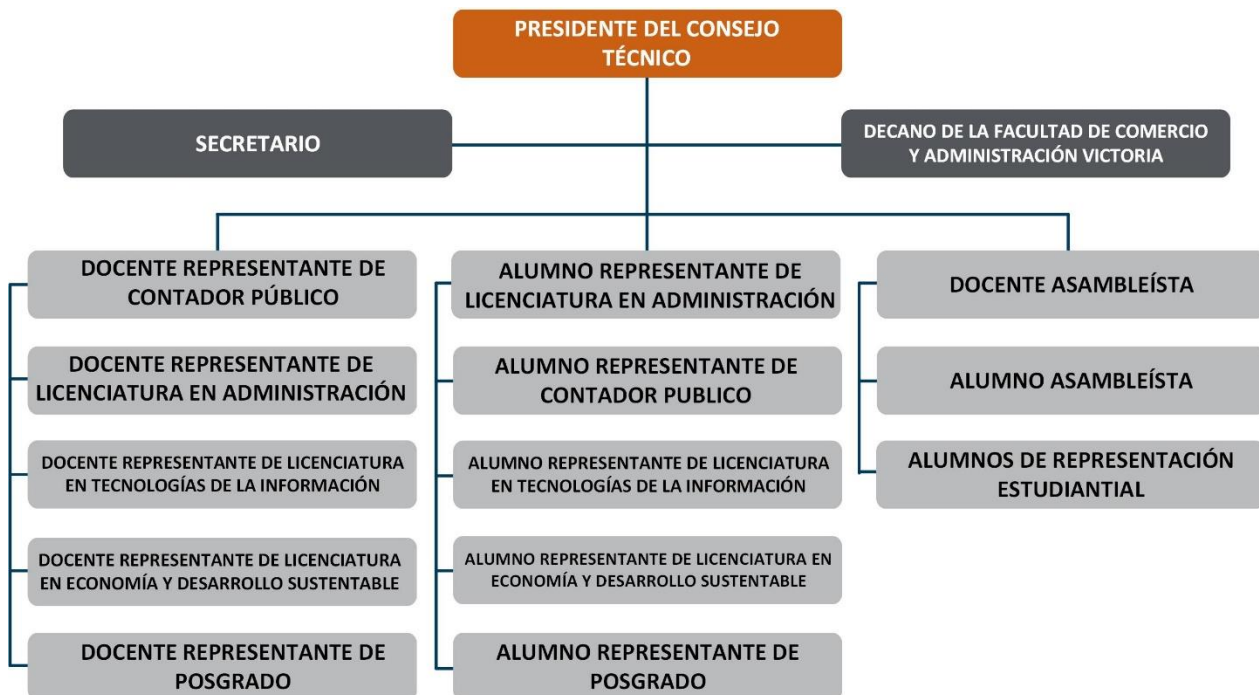 PRESIDENTE DEL CONSEJO
TÉCNICO
SECRETARIO
DECANO DE LA FACULTAD DE COMERCIO
Y ADMINISTRACIÓN VICTORIA
DOCENTE REPRESENTANTE DE
CONTADOR PÚBLICO
DOCENTE REPRESENTANTE DE
LICENCIATURA EN ADMINISTRACIÓN
DOCENTE REPRESENTANTE DE LICENCIATURA
EN TECNOLOGÍAS DE LA INFORMACIÓN
DOCENTE REPRESENTANTE DE LICENCIATURA
EN ECONOMÍA Y DESARROLLO SUSTENTABLE
DOCENTE REPRESENTANTE DE
POSGRADO
ALUMNO REPRESENTANTE DE
LICENCIATURA EN ADMINISTRACIÓN
ALUMNO REPRESENTANTE DE
CONTADOR PUBLICO
ALUMNO REPRESENTANTE DE LICENCIATURA
EN TECNOLOGÍAS DE LA INFORMACIÓN
ALUMNO REPRESENTANTE DE LICENCIATURA EN
ECONOMÍA Y DESARROLLO SUSTENTABLE
ALUMNO REPRESENTANTE DE
POSGRADO
DOCENTE ASAMBLEÍSTA
ALUMNO ASAMBLEÍSTA
ALUMNOS DE REPRESENTACIÓN
ESTUDIANTIAL